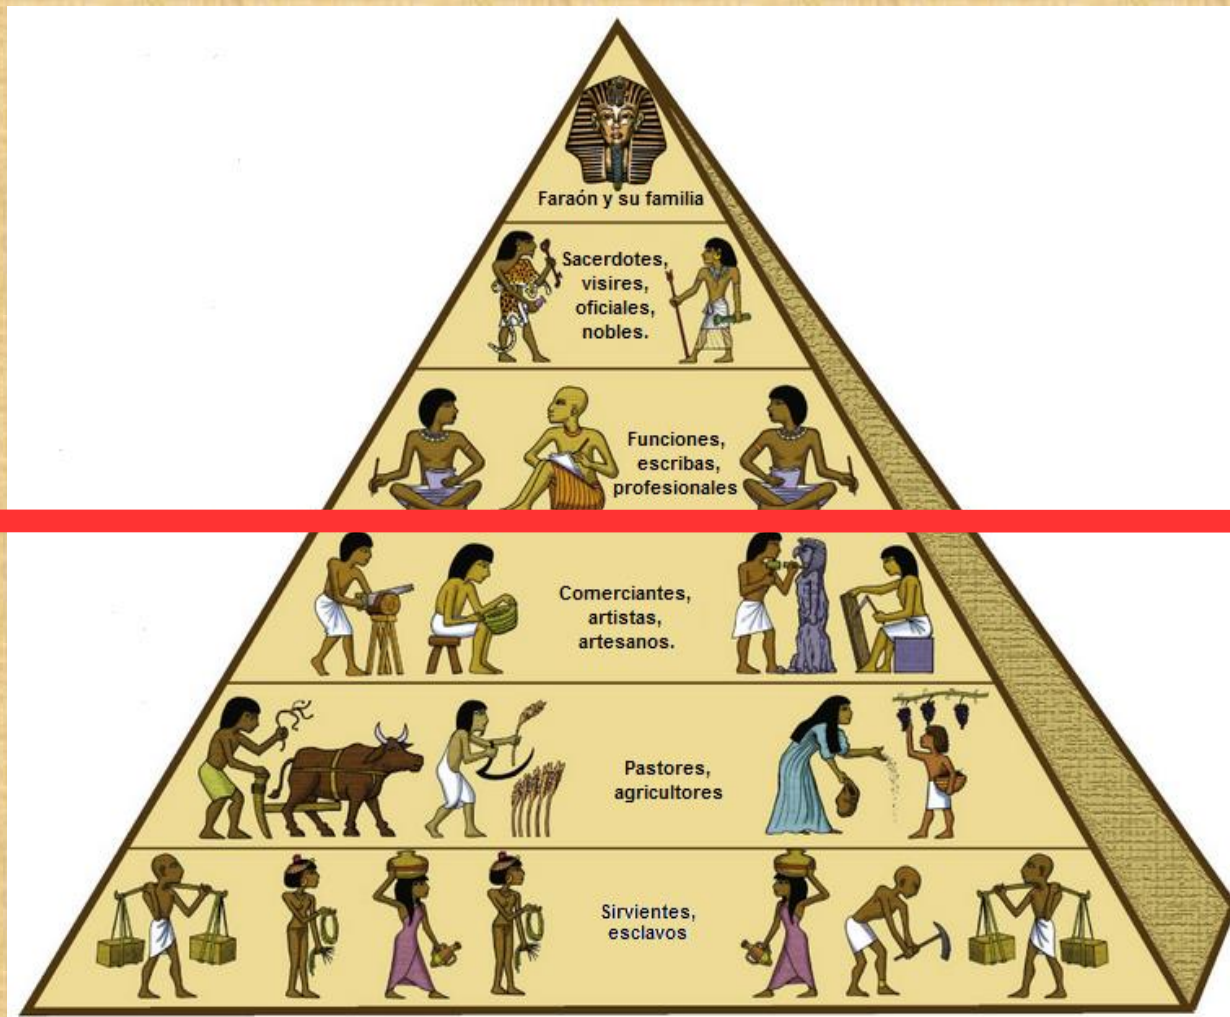 Faraón y su familia
Sacerdotes,
visires,
oficiales,
nobles.
Funciones,
escribas,
profesionales
Comerciantes,
artistas,
artesanos.
Pastores,
agricultores
Sirvientes,
esclavos